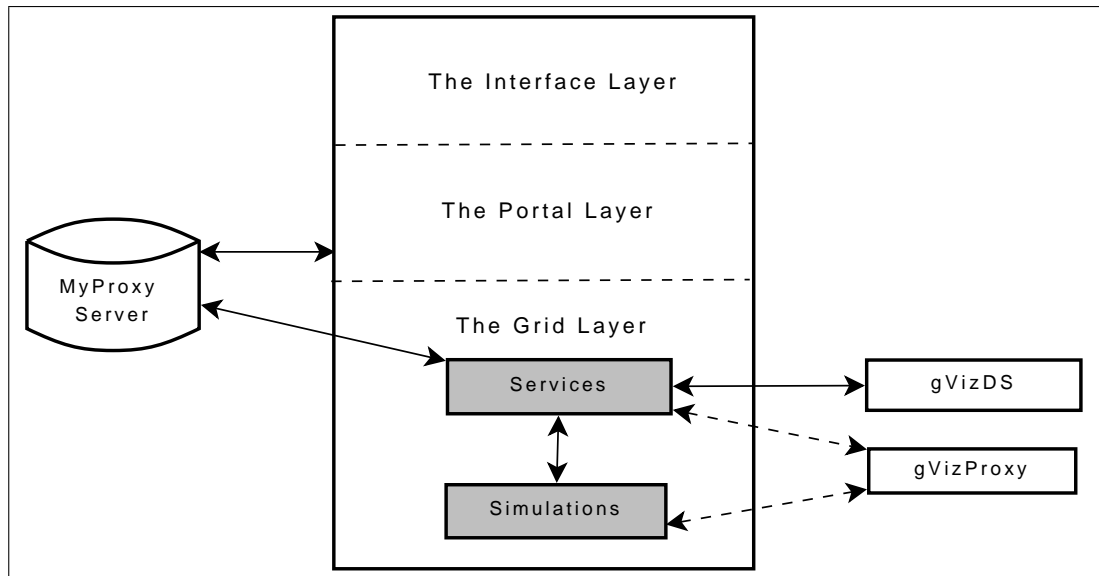 The Interface Layer
The Portal Layer
MyProxy
Server
The Grid Layer
Services
gVizDS
gVizProxy
Simulations